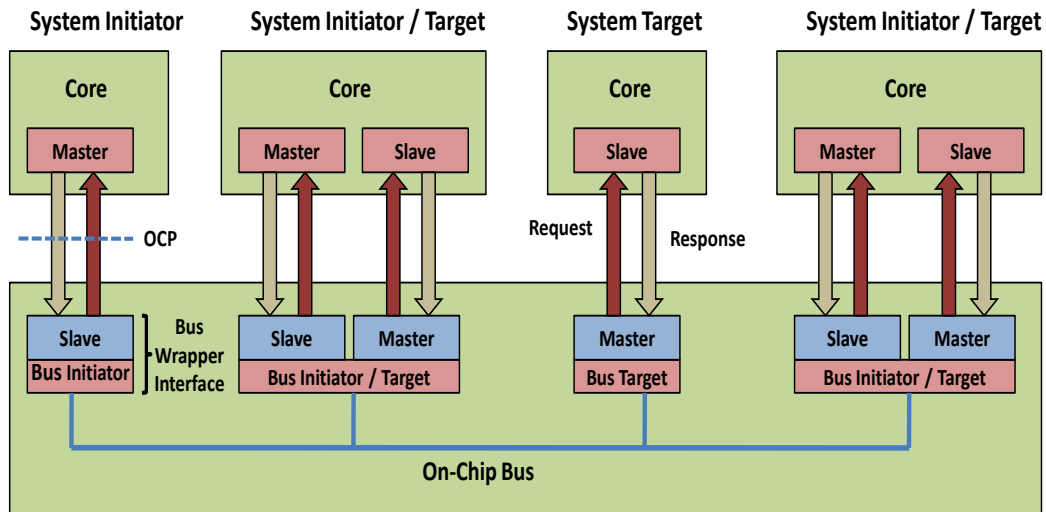 System Initiator
System Initiator / Target
System Target
System Initiator / Target
Core
Core
Core
Core
Master
Master
Slave
Slave
Master
Slave
OCP
Request
Response
Slave
Bus Initiator
Bus
Wrapper
Interface
Slave
Master
Bus Initiator / Target
Master
Bus Target
Slave
Master
Bus Initiator / Target
On-Chip Bus